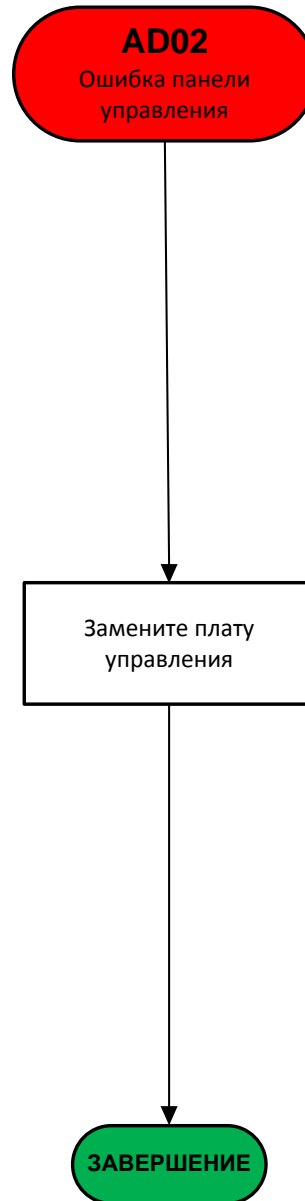 AD02
Ошибка панели
управления
Замените плату
управления
ЗАВЕРШЕНИЕ